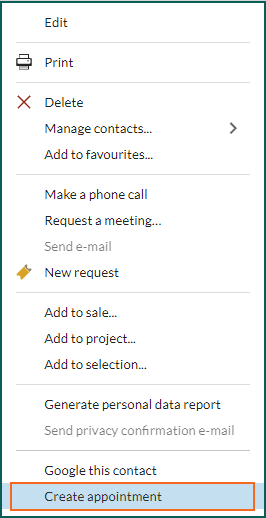 Edit
Print
Delete
Manage contacts...
Add to favourites...
Make a phone call
Request a meeting...
Send e-mail
New request
Add to sale...
Add to project...
Add to selection...
Generate personal data report
Send privacy confirmation e-mail
Google this contact
Create appointment